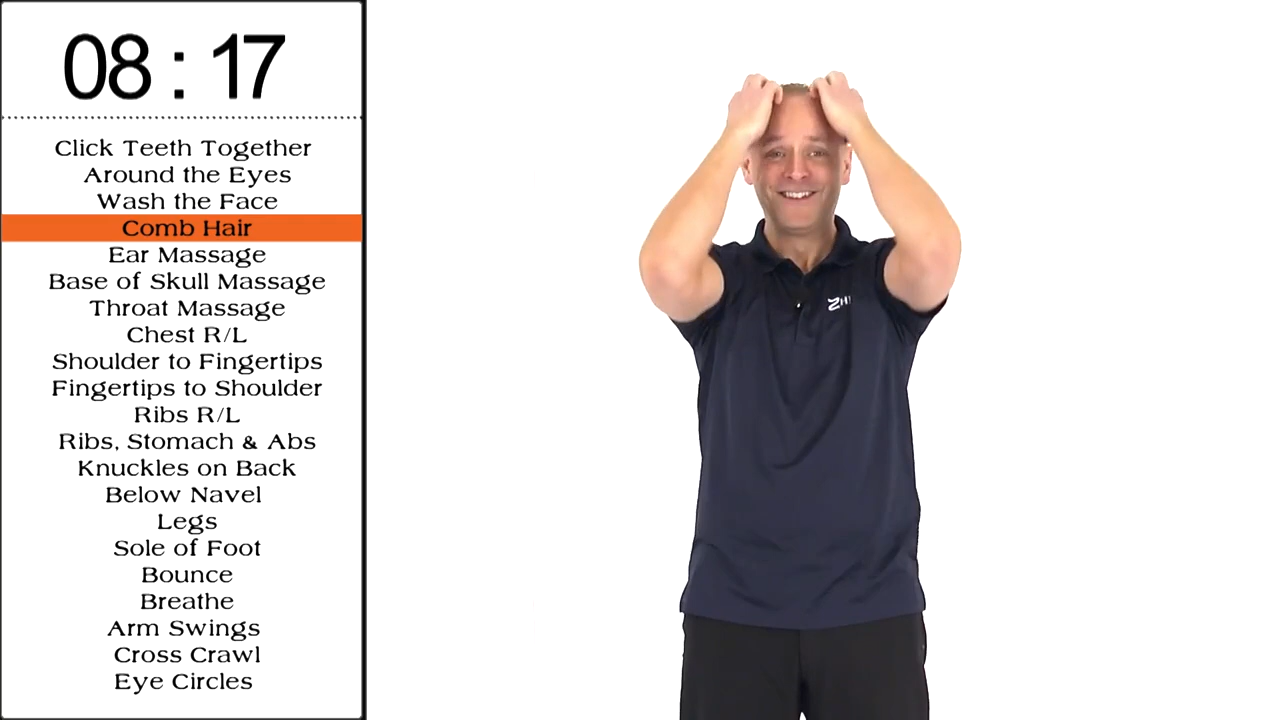 08 : 17
Click Teeth Together
Around the Eyes
Wash the Face
Comb Hair
Ear Massage
Base of Skull Massage
Throat Massage
Chest R/L
Shoulder to Fingertips
Fingertips to Shoulder
Ribs R/L
Ribs, Stomach & Abs
Knuckles on Back
Below Navel
Legs
Sole of Foot
Bounce
Breathe
Arm Swings
Cross Crawl
Eye Circles